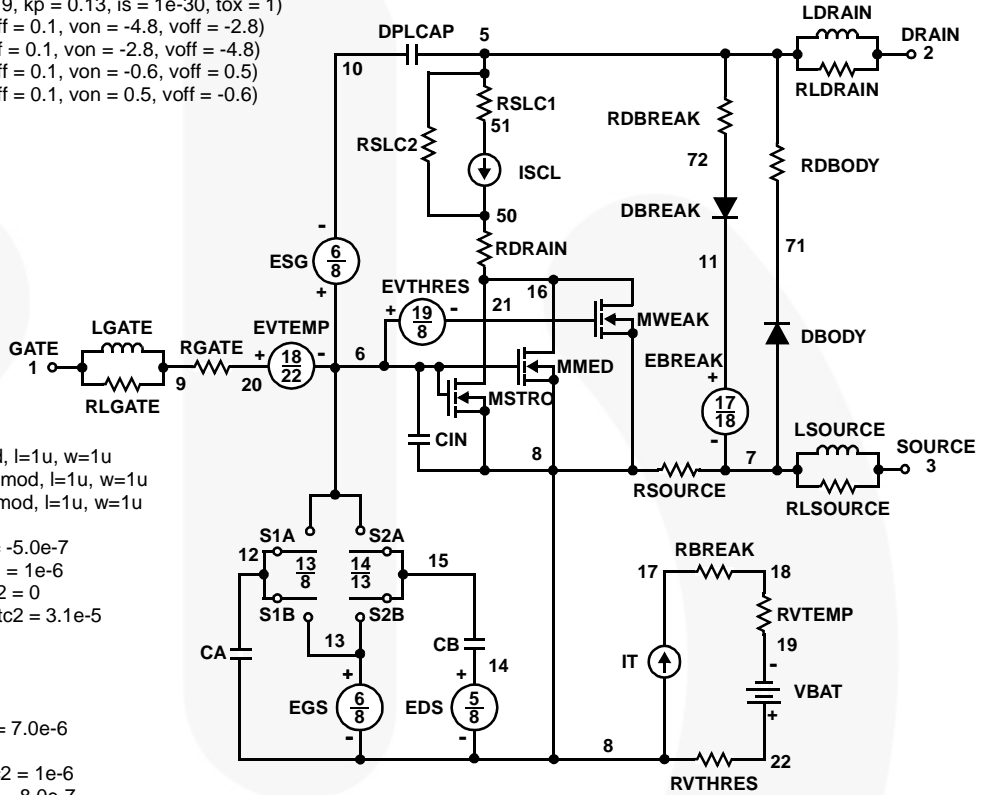 9, kp = 0.13, is = 1e-30, tox = 1)
ff = 0.1, von = -4.8, voff = -2.8)
f = 0.1, von = -2.8, voff = -4.8)
ff = 0.1, von = -0.6, voff = 0.5)
ff = 0.1, von = 0.5, voff = -0.6)
LDRAIN
DPLCAP 5
DRAIN
2
10
RLDRAIN
RSLC1
51
RDBREAK
RSLC2
72
RDBODY
ISCL
DBREAK
50
RDRAIN
71
11
ESG 6 8
EVTHRES
16
21
19 8
MWEAK
LGATE
EVTEMP
DBODY
GATE
1
RGATE
18 22
6
EBREAK
MMED
9
20
RLGATE
MSTRO
17 18
CIN
LSOURCE
8
7
SOURCE
3
RSOURCE
RLSOURCE
, l=1u, w=1u
mod, l=1u, w=1u
mod, l=1u, w=1u
= -5.0e-7
= 1e-6
2 = 0
tc2 = 3.1e-5
S1A
S2A
12
13 8
14 13
15
S1B
S2B
13
CA
CB
14
EGS 6 8
EDS 5 8
RBREAK
17
18
RVTEMP
19
IT
VBAT
8
22
RVTHRES
= 7.0e-6
c2 = 1e-6
-8.0e-7
+
-
+
-
+
-
+
-
+
-
+
-
-
+